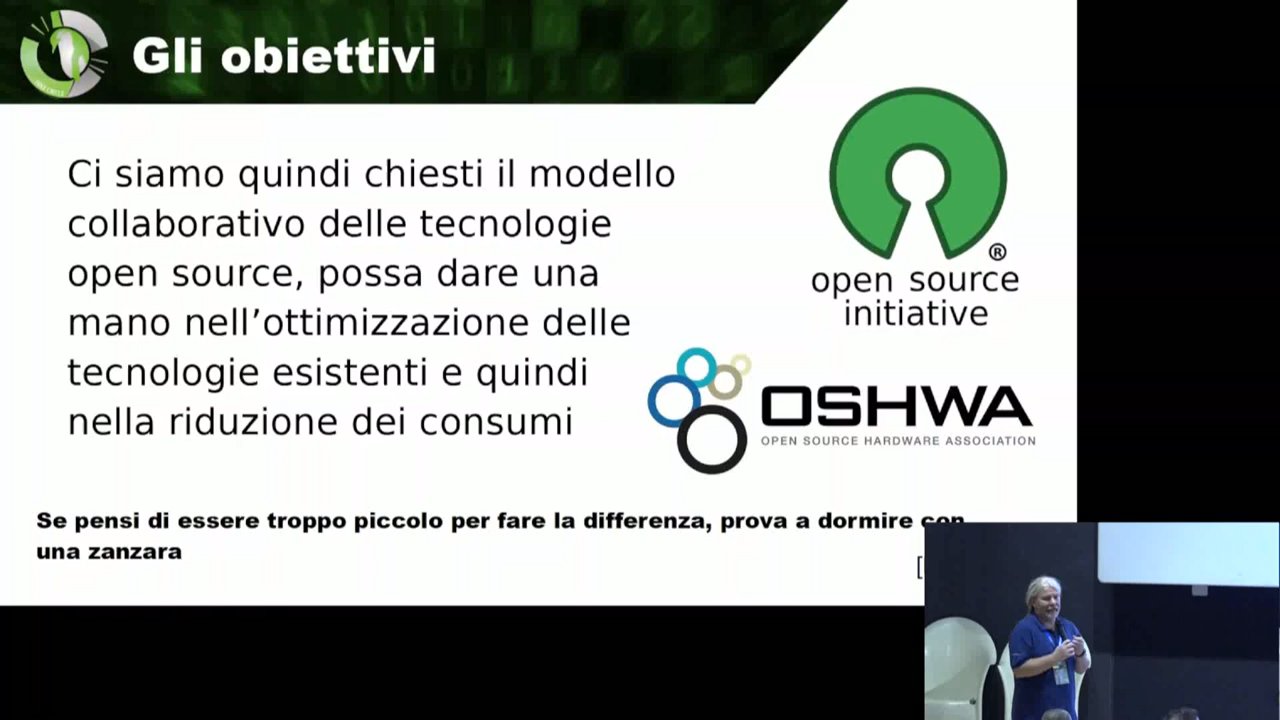 Gli obiettivi
Ci siamo quindi chiesti il modello
collaborativo delle tecnologie
open source, possa dare una
mano nell’ottimizzazione delle
tecnologie esistenti e quindi
nella riduzione dei consumi
®
open source
initiative
OSHWA
OPEN SOURCE HARDWARE ASSOCIATION
Se pensi di essere troppo piccolo per fare la differenza, prova a dormire con
una zanzara
[